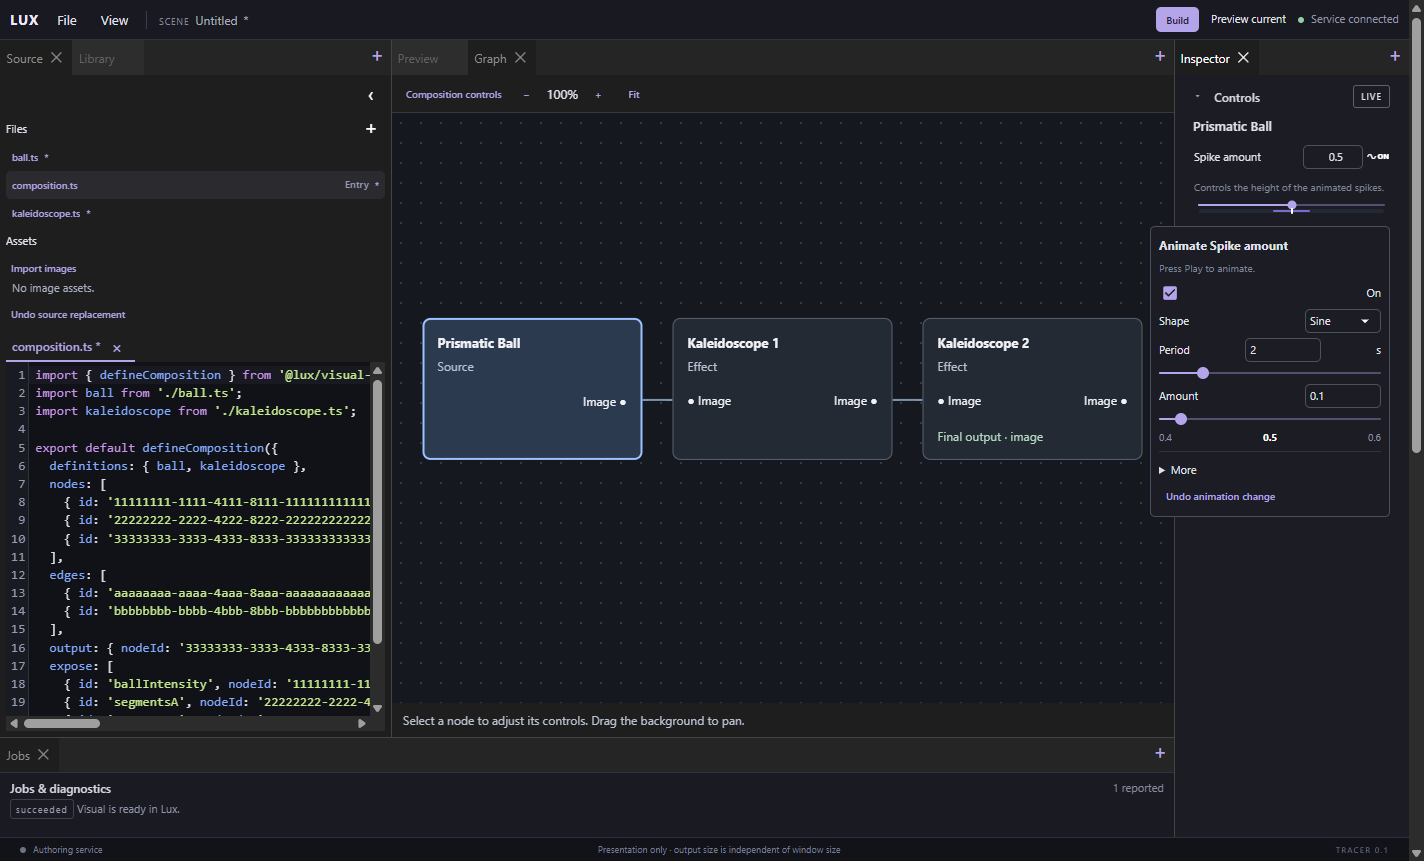 LUX File View SCENE Untitled * Build Preview current Service connected
Source Library + Preview Graph + Inspector +
Composition controls − 100% + Fit
Controls LIVE
Files +
Prismatic Ball
ball.ts *
Spike amount 0.5 ON
composition.ts Entry *
Controls the height of the animated spikes.
kaleidoscope.ts *
Assets
Import images
No image assets.
Undo source replacement
Animate Spike amount
Press Play to animate.
On
Shape Sine
Period 2 s
Amount 0.1
0.4 0.5 0.6
More
Undo animation change
Prismatic Ball
Source
Image
Kaleidoscope 1
Effect
Image Image
Kaleidoscope 2
Effect
Image Image
Final output · image
composition.ts * ×
1 import { defineComposition } from '@lux/visual-
2 import ball from './ball.ts';
3 import kaleidoscope from './kaleidoscope.ts';
4
5 export default defineComposition({
6 definitions: { ball, kaleidoscope },
7 nodes: [
8 { id: '11111111-1111-4111-8111-111111111111
9 { id: '22222222-2222-4222-8222-222222222222
10 { id: '33333333-3333-4333-8333-333333333333
11 ],
12 edges: [
13 { id: 'aaaaaaaa-aaaa-4aaa-8aaa-aaaaaaaaaaaa
14 { id: 'bbbbbbbb-bbbb-4bbb-8bbb-bbbbbbbbbbbb
15 ],
16 output: { nodeId: '33333333-3333-4333-8333-33
17 expose: [
18 { id: 'ballIntensity', nodeId: '11111111-11
19 { id: 'segmentsA', nodeId: '22222222-2222-4
Select a node to adjust its controls. Drag the background to pan.
Jobs +
Jobs & diagnostics 1 reported
succeeded Visual is ready in Lux.
Authoring service Presentation only · output size is independent of window size TRACER 0.1